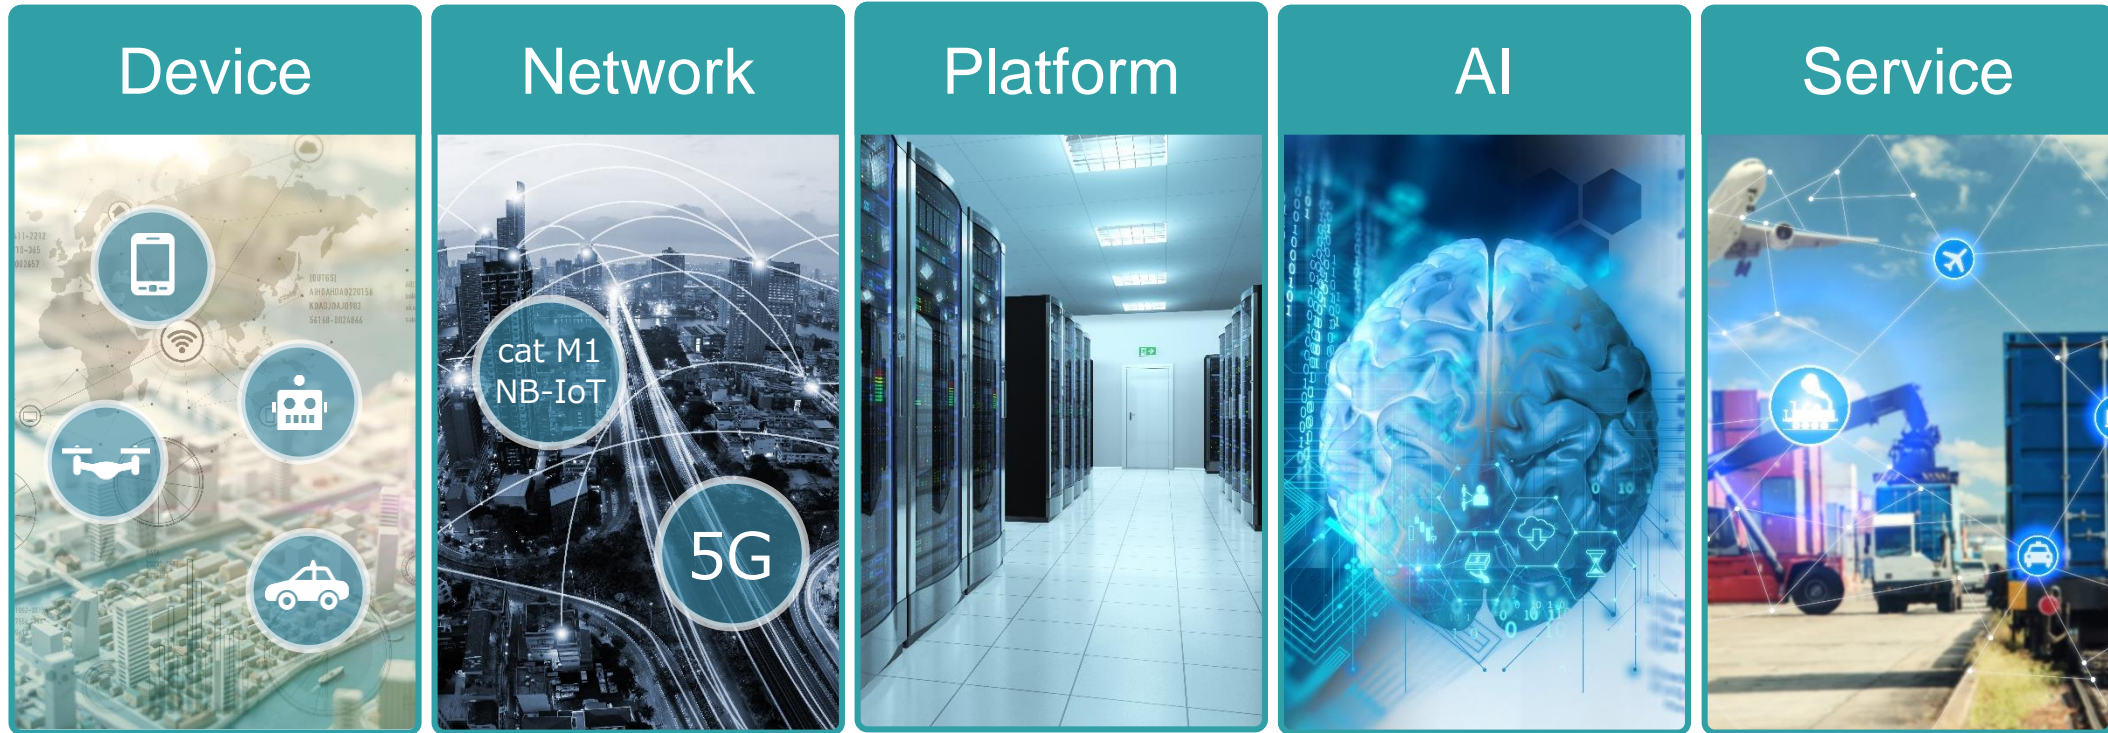 Device
Network
Platform
AI
Service
cat M1
NB-IoT
5G